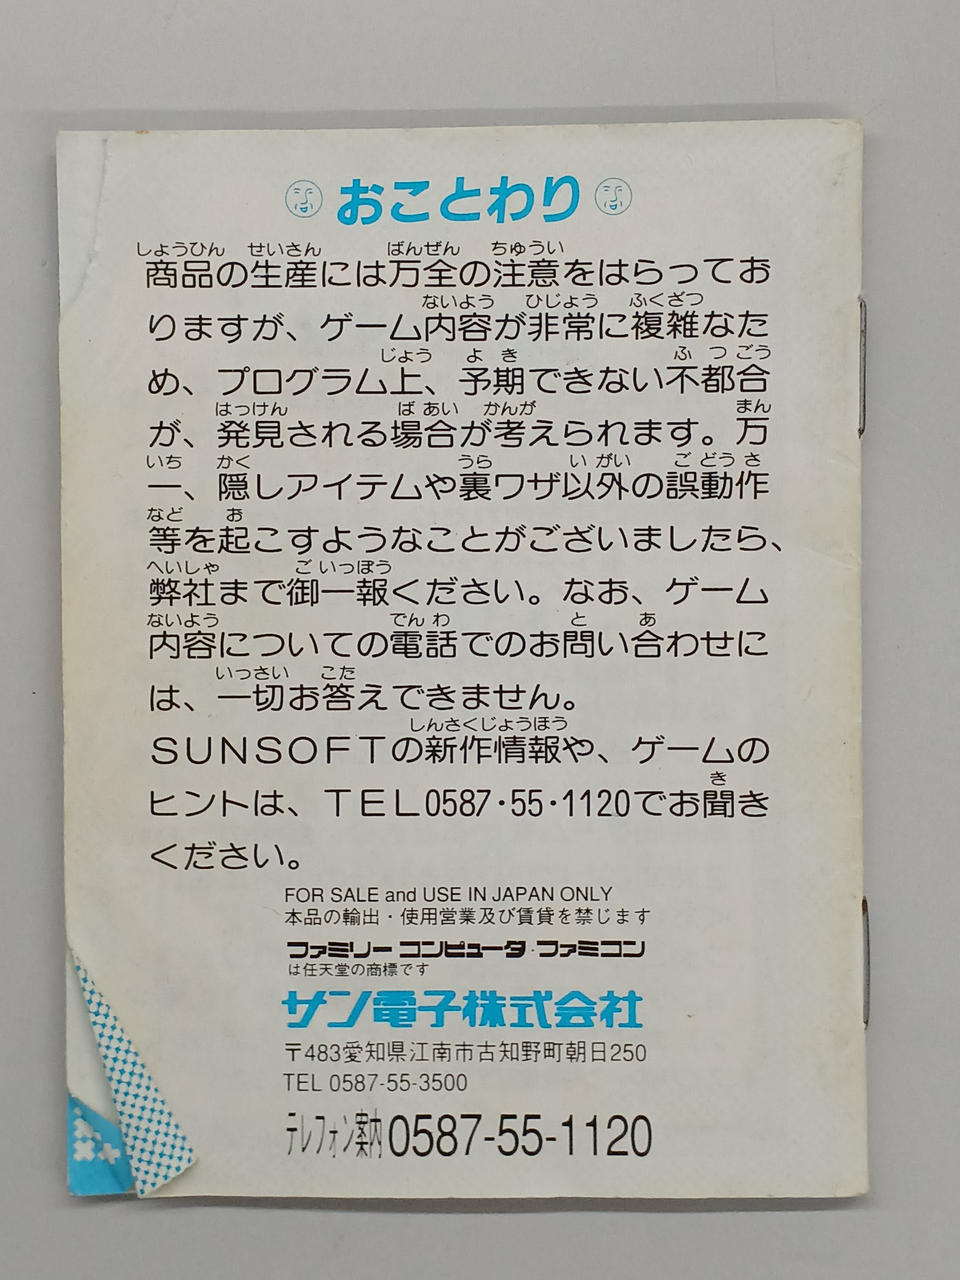 おことわり
しょうひん せいさん ばんぜん ちゅうい
商品の生産には万全の注意をはらってお
ないよう ひじょう ふくざつ
りますが、ゲーム内容が非常に複雑なた
じょう よ き ふ つ ごう
め、プログラム上、予期できない不都合
はっけん ば あい かんが まん
が、発見される場合が考えられます。万
いち かく うら い がい ご どう さ
一、隠しアイテムや裏ワザ以外の誤動作
など お
等を起こすようなことがございましたら、
へいしゃ ご いっぽう
弊社まで御一報ください。なお、ゲーム
ないよう でん わ と あ
内容についての電話でのお問い合わせに
いっさい こた
は、一切お答えできません。
しんさくじょうほう
SUNSOFTの新作情報や、ゲームの
き
ヒントは、TEL0587・55・1120でお聞き
ください。
FOR SALE and USE IN JAPAN ONLY
本品の輸出・使用営業及び賃貸を禁じます
ファミリーコンピュータ・ファミコン
は任天堂の商標です
サン電子株式会社
〒483愛知県江南市古知野町朝日250
TEL 0587-55-3500
テレフォン案内0587-55-1120